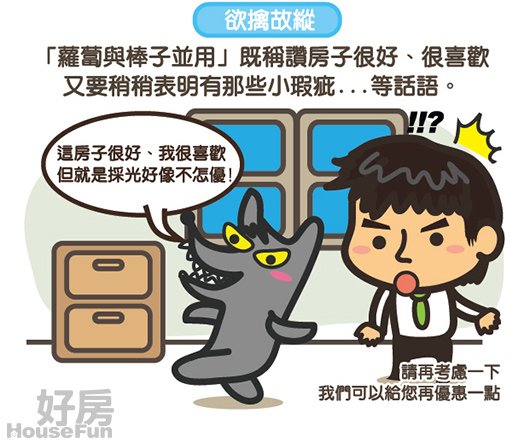 欲擒故縱
「蘿蔔與棒子並用」既稱讚房子很好、很喜歡
又要稍稍表明有那些小瑕疵...等話語。
!!?
這房子很好、我很喜歡
但就是採光好像不怎優!
請再考慮一下
我們可以給您再優惠一點
好房
HouseFun